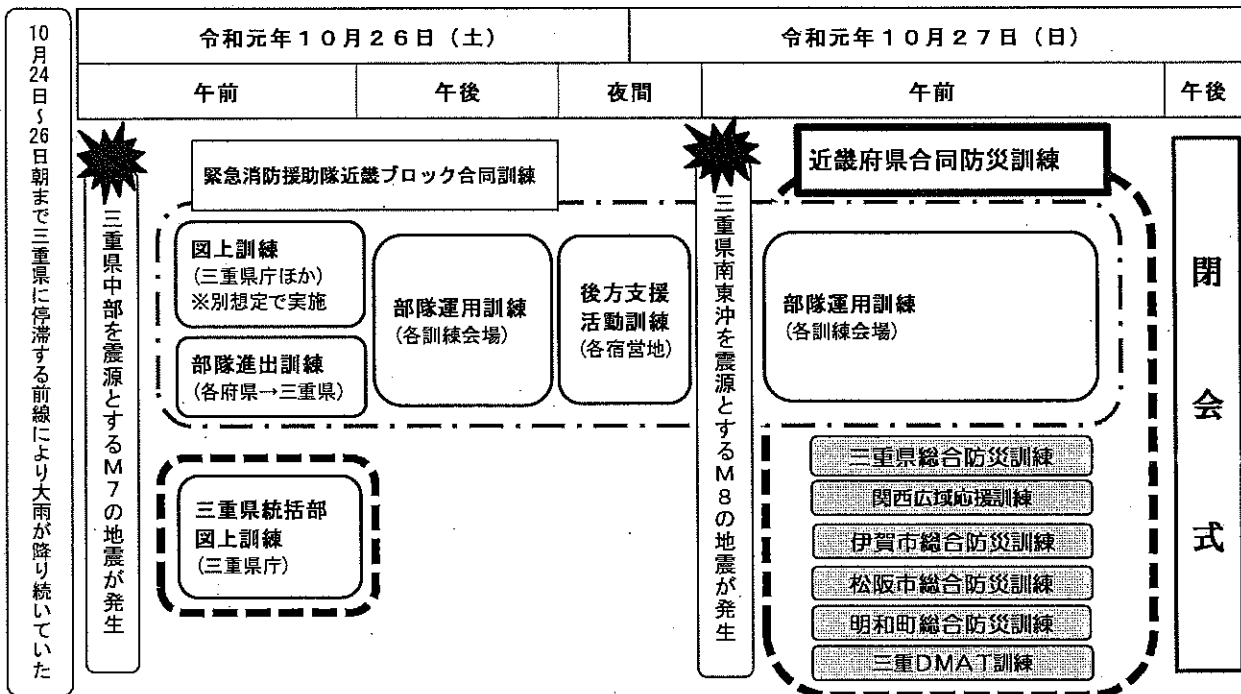 令和元年10月26日（土）
令和元年10月27日（日）
午前
午後
夜間
午前
午後
10月24日～26日朝まで三重県に停滞する前線により大雨が降り続いていた
三重県中部を震源とするM7の地震が発生
緊急消防援助隊近畿ブロック合同訓練
図上訓練
（三重県庁ほか）
※別想定で実施
部隊進出訓練
（各府県→三重県）
部隊運用訓練
（各訓練会場）
後方支援
活動訓練
（各宿営地）
三重県統括部
図上訓練
（三重県庁）
三重県南東沖を震源とするM8の地震が発生
近畿府県合同防災訓練
部隊運用訓練
（各訓練会場）
三重県総合防災訓練
関西広域応援訓練
伊賀市総合防災訓練
松阪市総合防災訓練
明和町総合防災訓練
三重DMAT訓練
閉会式